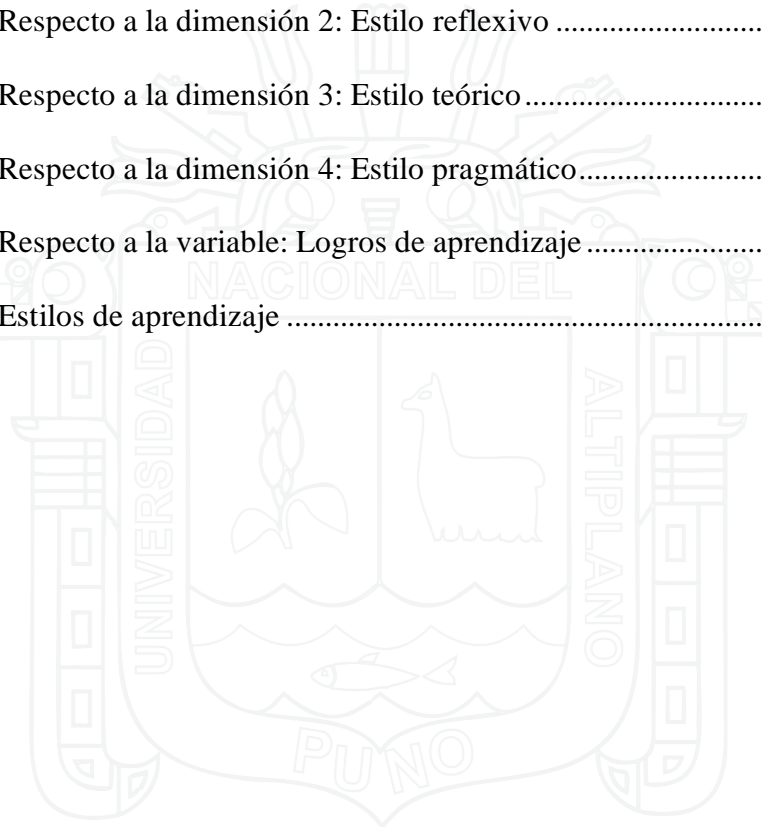 Respecto a la dimensión 2: Estilo reflexivo ...........................
Respecto a la dimensión 3: Estilo teórico ...............................
Respecto a la dimensión 4: Estilo pragmático........................
Respecto a la variable: Logros de aprendizaje .......................
Estilos de aprendizaje ..............................................................
NACIONAL DEL
UNIVERSIDAD
ALTIPLANO
PUNO